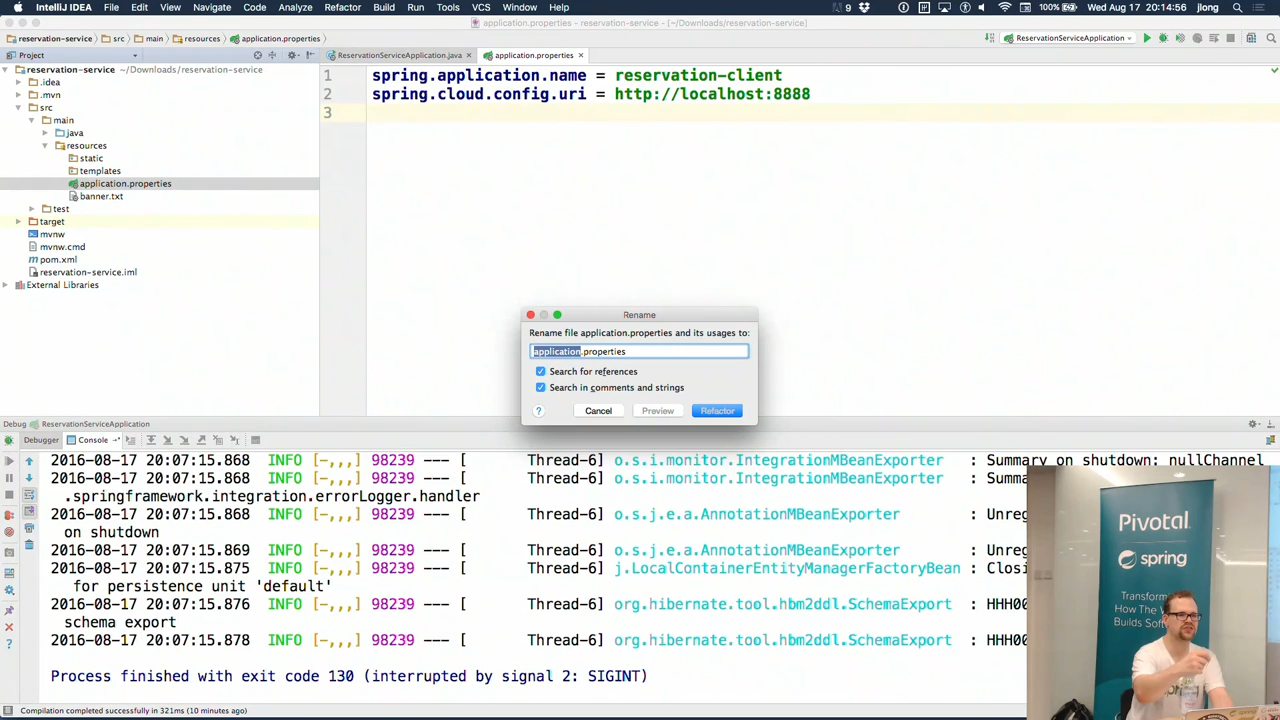 IntelliJ IDEA File Edit View Navigate Code Analyze Refactor Build Run Tools VCS Window Help
9 100% Wed Aug 17 20:14:56 jlong
application.properties - reservation-service - [~/Downloads/reservation-service]
reservation-service src main resources application.properties
ReservationServiceApplication
Project
ReservationServiceApplication.java application.properties
reservation-service ~/Downloads/reservation-service
.idea
.mvn
src
main
java
resources
static
templates
application.properties
banner.txt
test
target
mvnw
mvnw.cmd
pom.xml
reservation-service.iml
External Libraries
1 spring.application.name = reservation-client
2 spring.cloud.config.uri = http://localhost:8888
3
Rename
Rename file application.properties and its usages to:
application.properties
Search for references
Search in comments and strings
? Cancel Preview Refactor
Debug ReservationServiceApplication
Debugger Console
2016-08-17 20:07:15.868 INFO [-,,,] 98239 --- [ Thread-6] o.s.i.monitor.IntegrationMBeanExporter : Summary on shutdown: nullChannel
2016-08-17 20:07:15.868 INFO [-,,,] 98239 --- [ Thread-6] o.s.i.monitor.IntegrationMBeanExporter : Summa
.springframework.integration.errorLogger.handler
2016-08-17 20:07:15.868 INFO [-,,,] 98239 --- [ Thread-6] o.s.j.e.a.AnnotationMBeanExporter : Unreg
on shutdown
2016-08-17 20:07:15.869 INFO [-,,,] 98239 --- [ Thread-6] o.s.j.e.a.AnnotationMBeanExporter : Unreg
2016-08-17 20:07:15.875 INFO [-,,,] 98239 --- [ Thread-6] j.LocalContainerEntityManagerFactoryBean : Closi
for persistence unit 'default'
2016-08-17 20:07:15.876 INFO [-,,,] 98239 --- [ Thread-6] org.hibernate.tool.hbm2ddl.SchemaExport : HHH00
schema export
2016-08-17 20:07:15.878 INFO [-,,,] 98239 --- [ Thread-6] org.hibernate.tool.hbm2ddl.SchemaExport : HHH00
Process finished with exit code 130 (interrupted by signal 2: SIGINT)
Compilation completed successfully in 321ms (10 minutes ago)
Pivotal
spring
Transform
How The W
Builds Sof